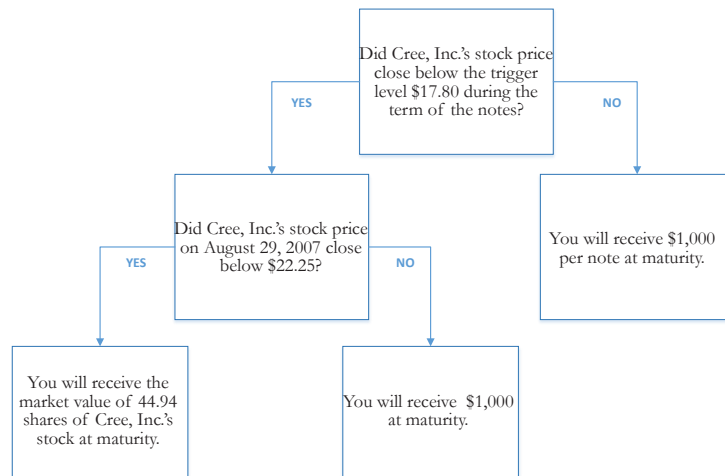 Did Cree, Inc.'s stock price
close below the trigger
level $17.80 during the
term of the notes?
YES
NO
Did Cree, Inc.'s stock price
on August 29, 2007 close
below $22.25?
You will receive $1,000
per note at maturity.
YES
NO
You will receive the
market value of 44.94
shares of Cree, Inc.'s
stock at maturity.
You will receive $1,000
at maturity.